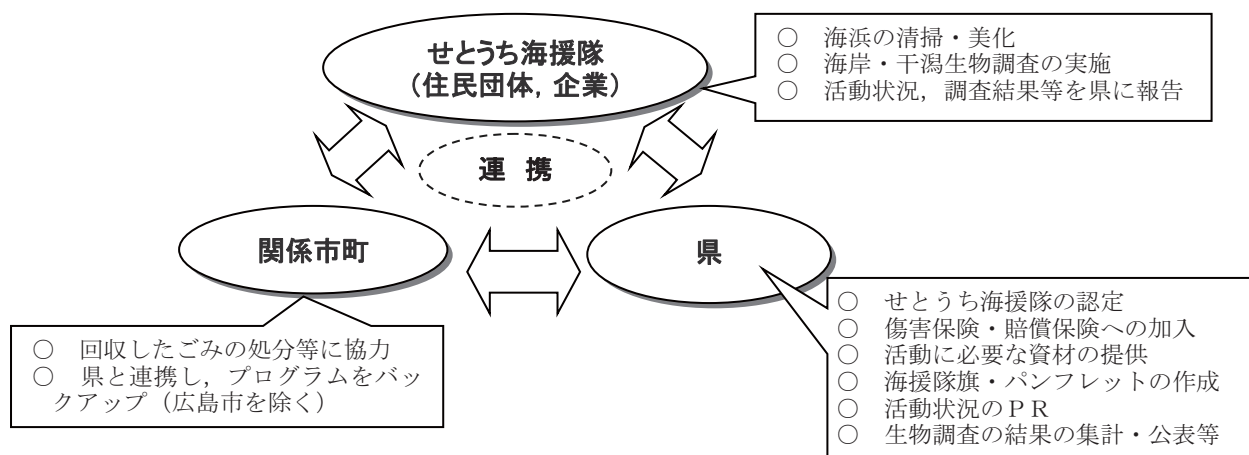 せとうち海援隊
(住民団体，企業)
○　海浜の清掃・美化
○　海岸・干潟生物調査の実施
○　活動状況，調査結果等を県に報告
連　携
関係市町
県
○　回収したごみの処分等に協力
○　県と連携し，プログラムをバッ
クアップ（広島市を除く）
○　せとうち海援隊の認定
○　傷害保険・賠償保険への加入
○　活動に必要な資材の提供
○　海援隊旗・パンフレットの作成
○　活動状況のＰＲ
○　生物調査の結果の集計・公表等